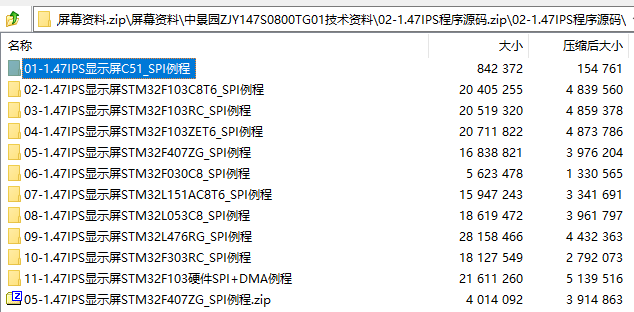 屏幕资料.zip\屏幕资料\中景园ZJY147S0800TG01技术资料\02-1.47IPS程序源码.zip\02-1.47IPS程序源码\
名称 大小 压缩后大小
01-1.47IPS显示屏C51_SPI例程 842 372 154 761
02-1.47IPS显示屏STM32F103C8T6_SPI例程 20 405 255 4 839 560
03-1.47IPS显示屏STM32F103RC_SPI例程 20 519 320 4 859 378
04-1.47IPS显示屏STM32F103ZET6_SPI例程 20 711 822 4 873 786
05-1.47IPS显示屏STM32F407ZG_SPI例程 16 838 821 3 976 204
06-1.47IPS显示屏STM32F030C8_SPI例程 5 623 478 1 330 565
07-1.47IPS显示屏STM32L151AC8T6_SPI例程 15 947 243 3 341 691
08-1.47IPS显示屏STM32L053C8_SPI例程 18 619 472 3 961 797
09-1.47IPS显示屏STM32L476RG_SPI例程 28 158 466 4 432 363
10-1.47IPS显示屏STM32F303RC_SPI例程 18 127 549 2 792 073
11-1.47IPS显示屏STM32F103硬件SPI+DMA例程 21 611 260 5 139 516
05-1.47IPS显示屏STM32F407ZG_SPI例程.zip 4 014 092 3 914 863